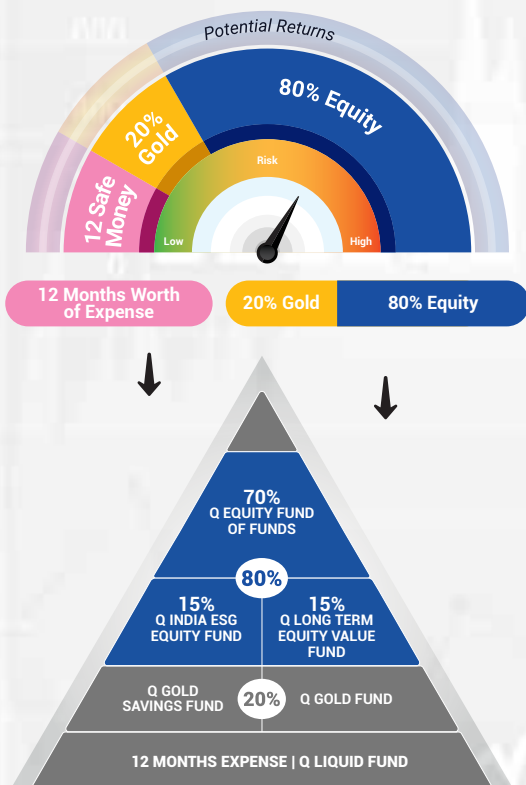 Potential Returns
80% Equity
20%
Gold
12 Safe
Money
Risk
Low
High
12 Months Worth
of Expense
20% Gold
80% Equity
70%
Q EQUITY FUND
OF FUNDS
80%
15%
Q INDIA ESG
EQUITY FUND
15%
Q LONG TERM
EQUITY VALUE
FUND
Q GOLD
SAVINGS FUND
20%
Q GOLD FUND
12 MONTHS EXPENSE | Q LIQUID FUND